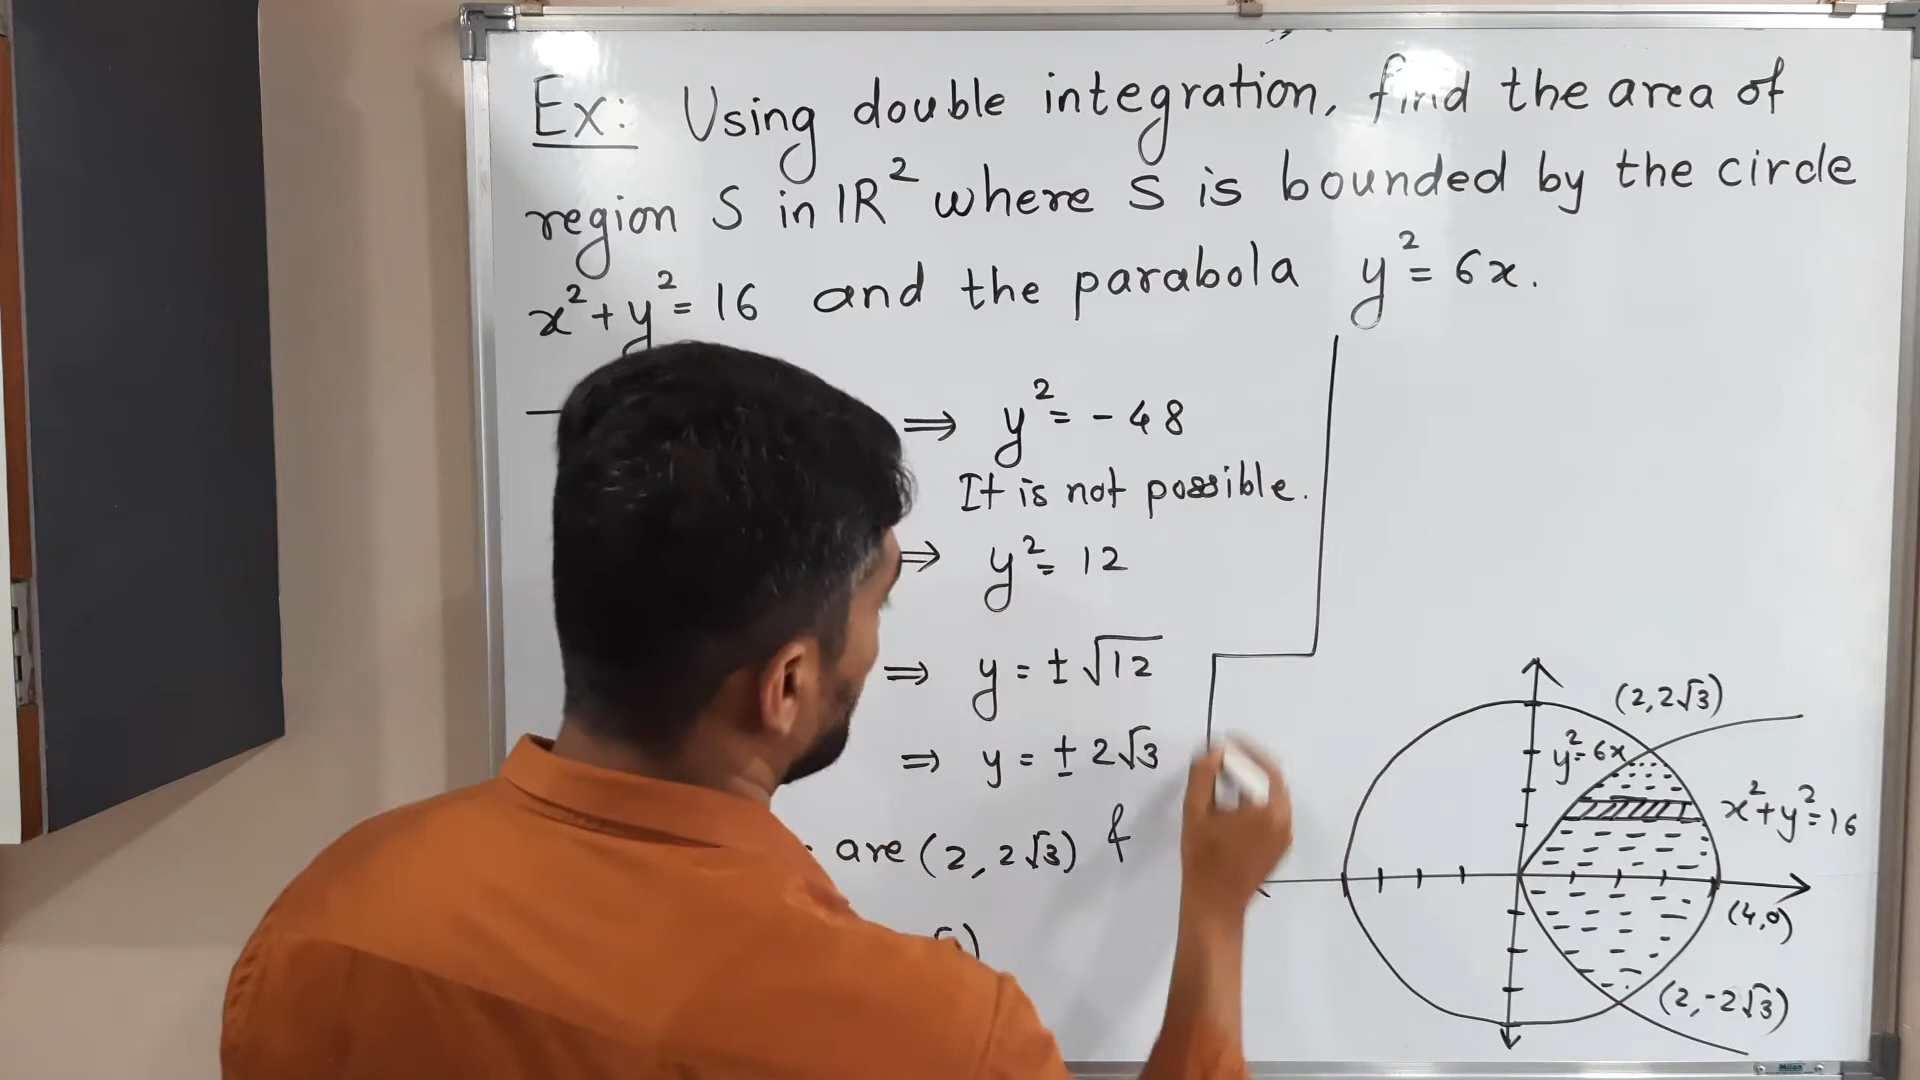 Ex: Using double integration, find the area of
region S in ℝ² where S is bounded by the circle
x² + y² = 16 and the parabola y² = 6x.
⇒ y² = - 48
It is not possible.
⇒ y² = 12
⇒ y = ± √12
⇒ y = ± 2√3
are (2, 2√3) &
(2, 2√3)
y² = 6x
x² + y² = 16
(4,0)
(2, -2√3)